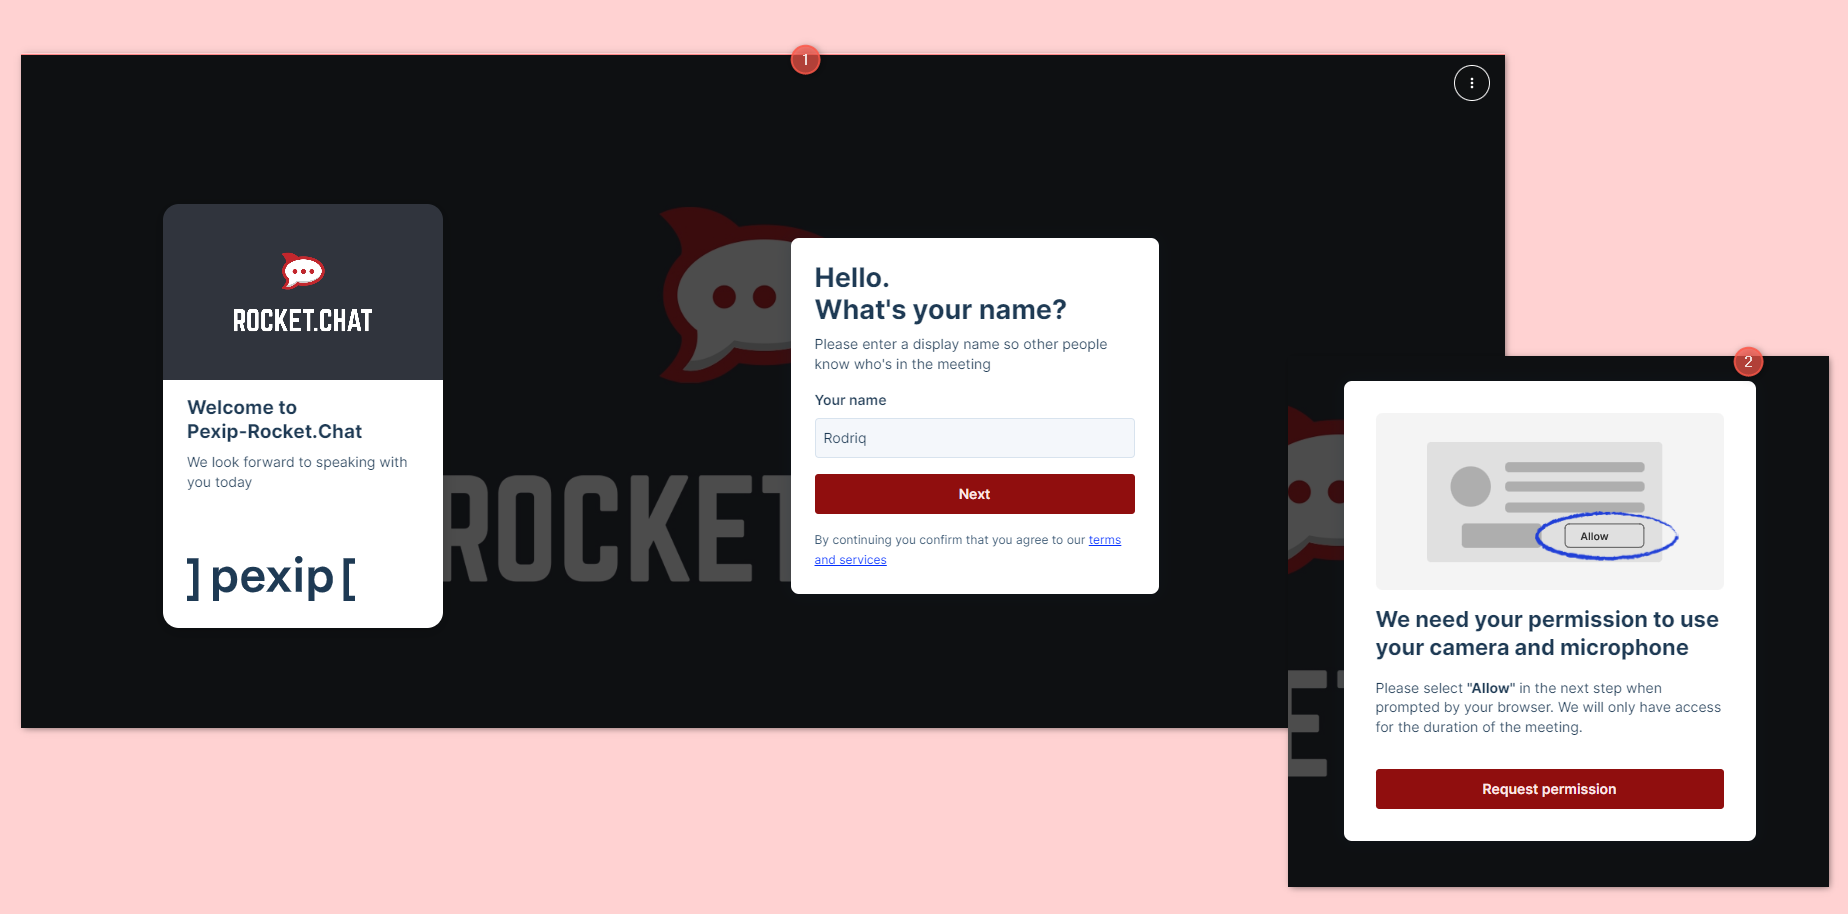 1
ROCKET.CHAT
Welcome to
Pexip-Rocket.Chat
We look forward to speaking with
you today
]pexip[
ROCKET
Hello.
What's your name?
Please enter a display name so other people
know who's in the meeting
Your name
Rodriq
Next
By continuing you confirm that you agree to our terms
and services
2
Allow
We need your permission to use
your camera and microphone
Please select "Allow" in the next step when
prompted by your browser. We will only have access
for the duration of the meeting.
Request permission